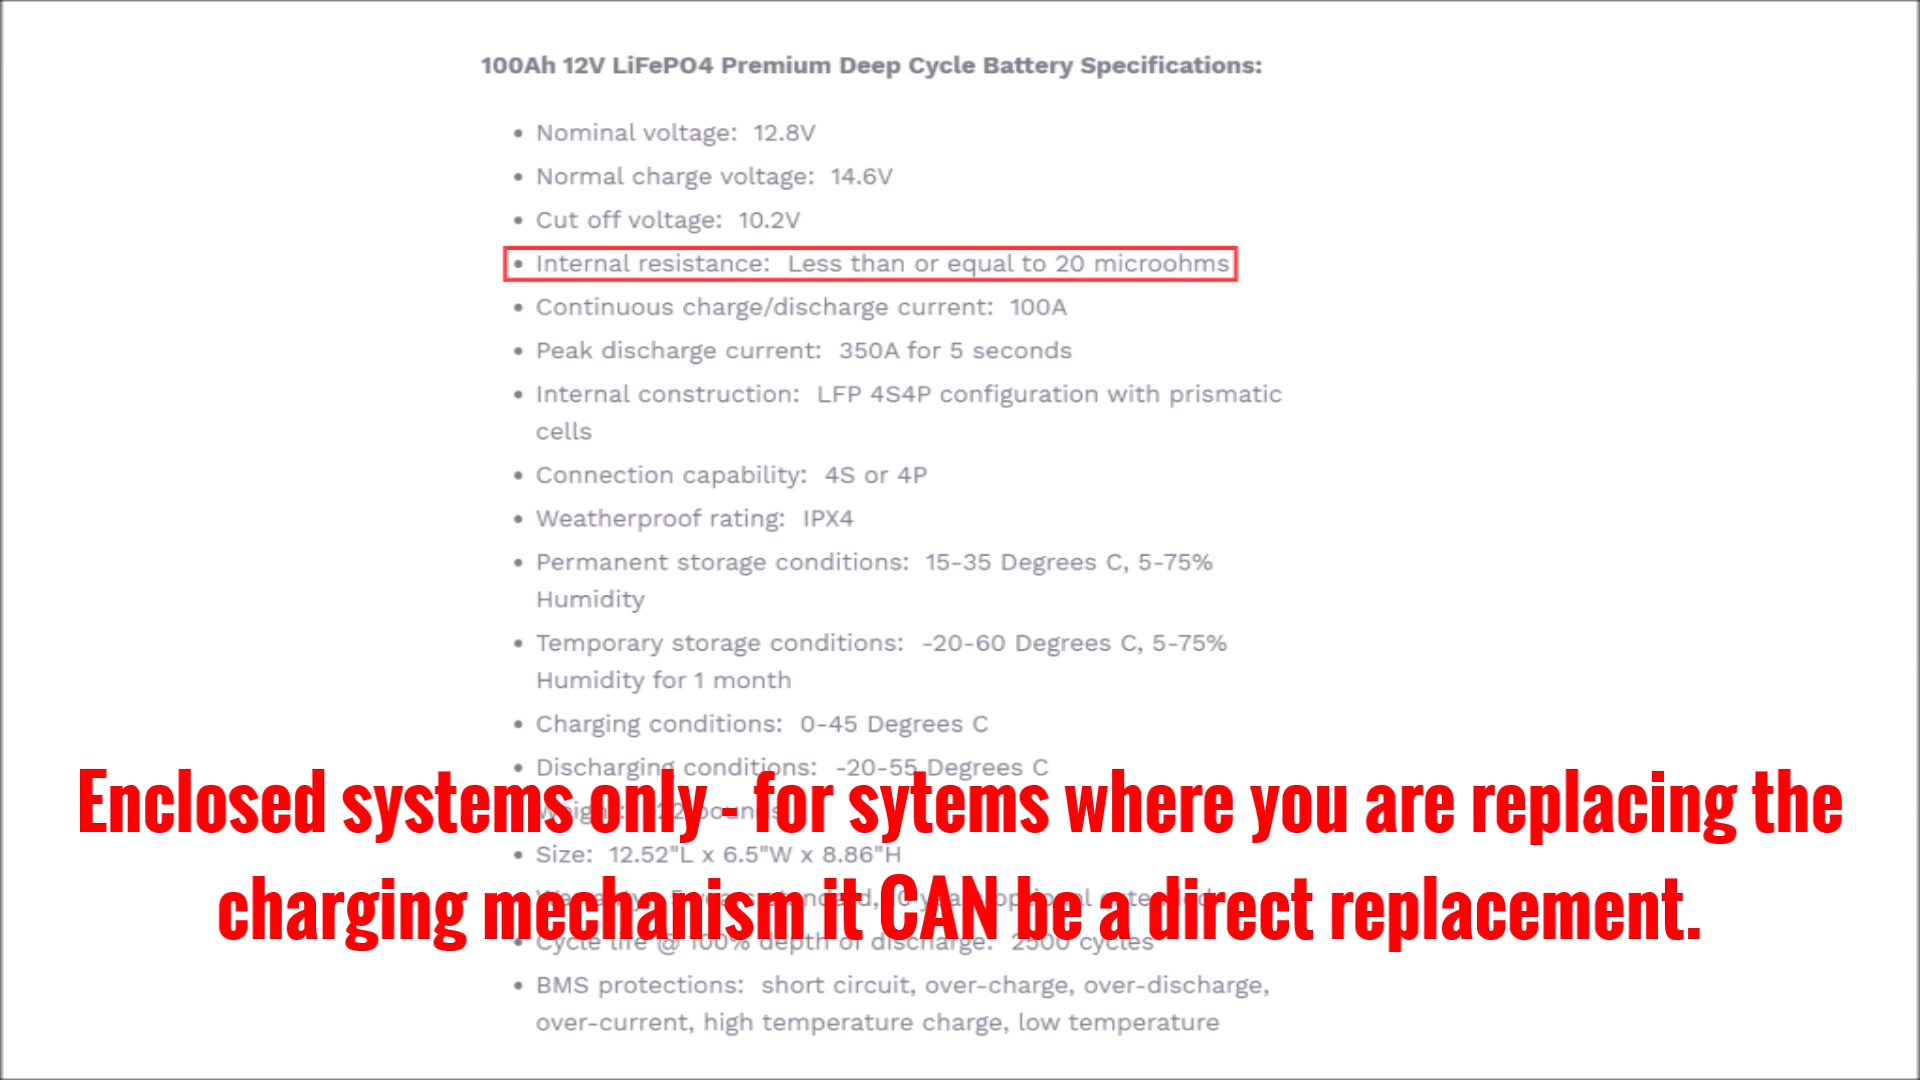 100Ah 12V LiFePO4 Premium Deep Cycle Battery Specifications:
• Nominal voltage: 12.8V
• Normal charge voltage: 14.6V
• Cut off voltage: 10.2V
• Internal resistance: Less than or equal to 20 microohms
• Continuous charge/discharge current: 100A
• Peak discharge current: 350A for 5 seconds
• Internal construction: LFP 4S4P configuration with prismatic
cells
• Connection capability: 4S or 4P
• Weatherproof rating: IPX4
• Permanent storage conditions: 15-35 Degrees C, 5-75%
Humidity
• Temporary storage conditions: -20-60 Degrees C, 5-75%
Humidity for 1 month
• Charging conditions: 0-45 Degrees C
• Discharging conditions: -20-55 Degrees C
Enclosed systems only - for sytems where you are replacing the
• Size: 12.52"L x 6.5"W x 8.86"H
charging mechanism it CAN be a direct replacement.
• Cycle life @ 100% depth of discharge: 2500 cycles
• BMS protections: short circuit, over-charge, over-discharge,
over-current, high temperature charge, low temperature